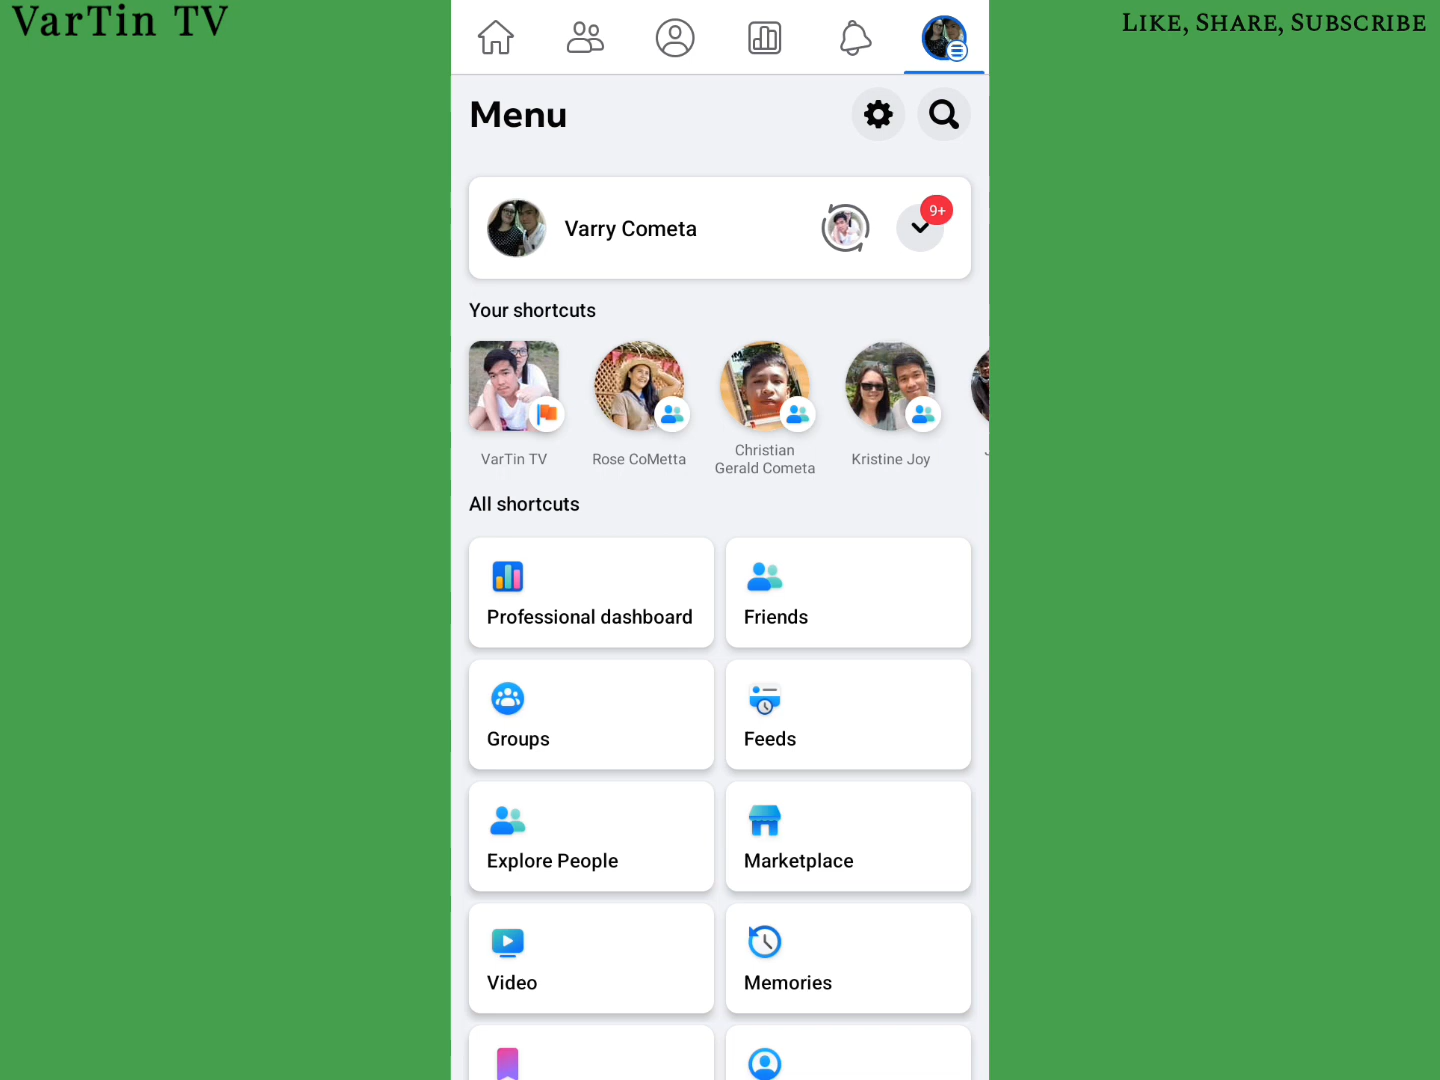 VarTin TV
Like, Share, Subscribe
Menu
Varry Cometa
9+
Your shortcuts
VarTin TV
Rose CoMetta
Christian
Gerald Cometa
Kristine Joy
All shortcuts
Professional dashboard
Friends
Groups
Feeds
Explore People
Marketplace
Video
Memories